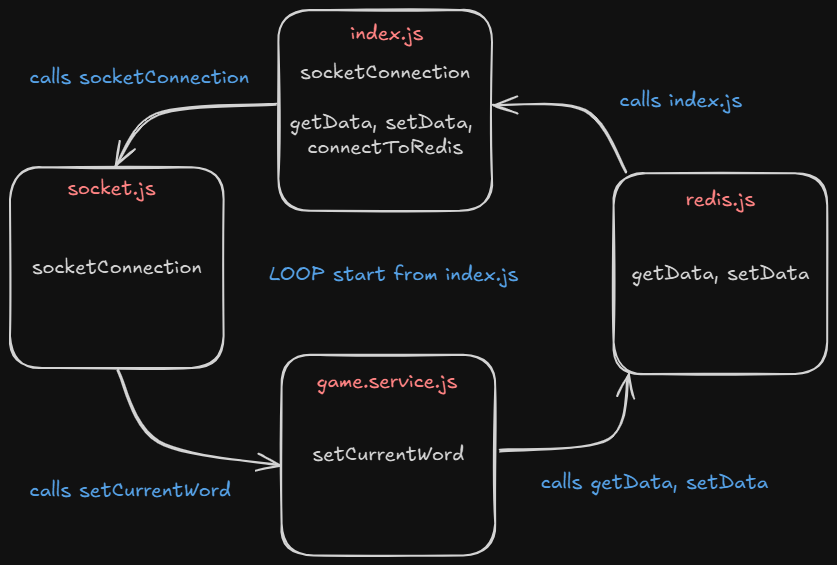 index.js
socketConnection
getData, setData,
connectToRedis
calls socketConnection
calls index.js
socket.js
socketConnection
redis.js
getData, setData
LOOP start from index.js
game.service.js
setCurrentWord
calls setCurrentWord
calls getData, setData